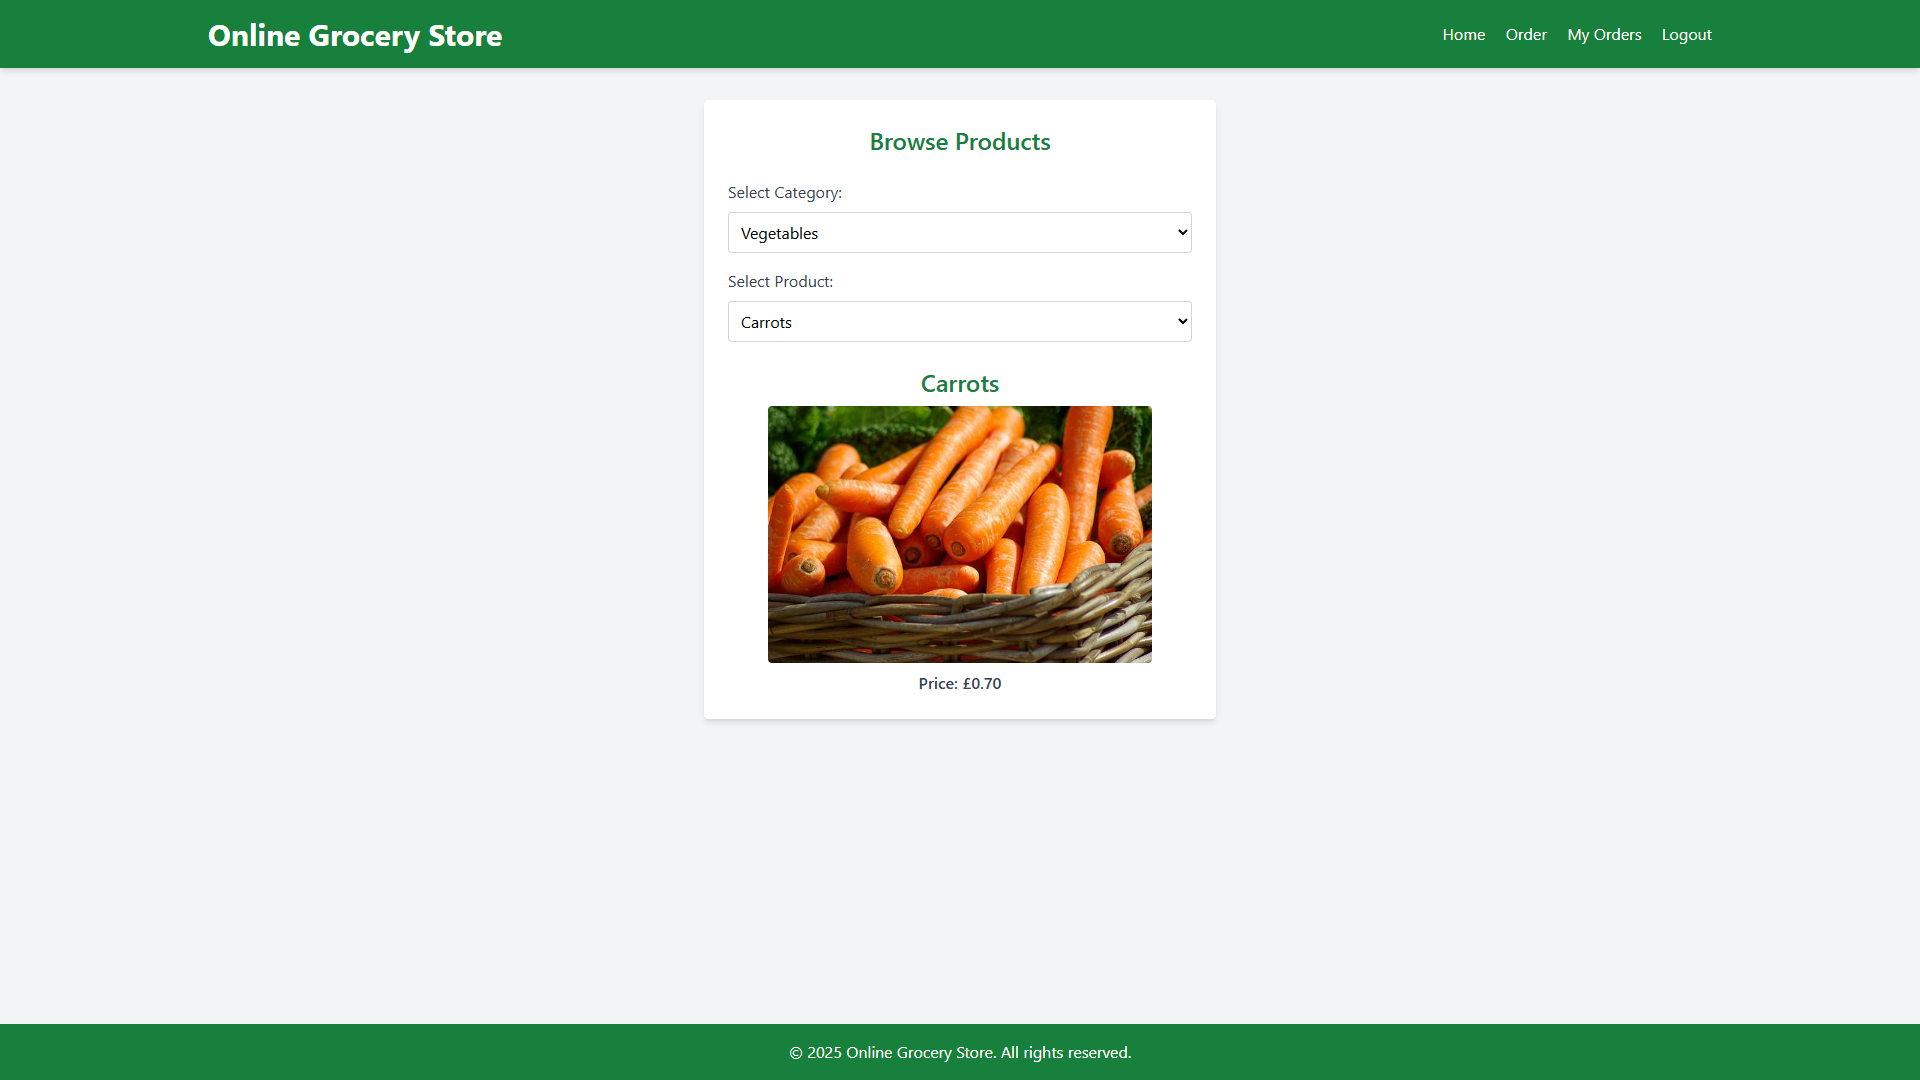 Online Grocery Store
Home Order My Orders Logout
Browse Products
Select Category:
Vegetables
Select Product:
Carrots
Carrots
Price: £0.70
© 2025 Online Grocery Store. All rights reserved.